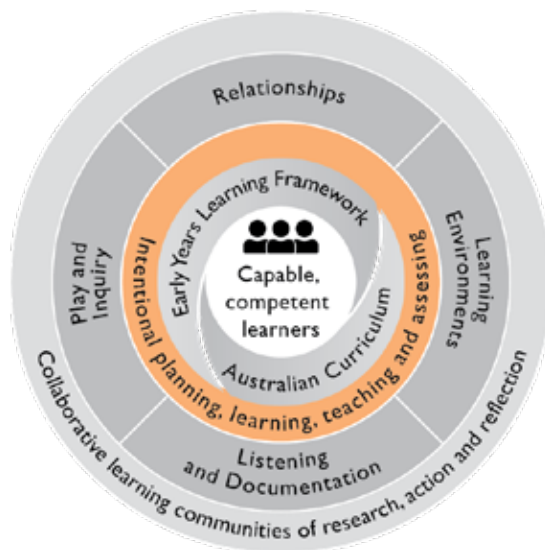 Relationships
Learning
Environments
Listening
and Documentation
Play and
Inquiry
Early Years Learning Framework
Australian Curriculum
Capable,
competent
learners
Intentional planning, learning, teaching and assessing
Collaborative learning communities of research, action and reflection